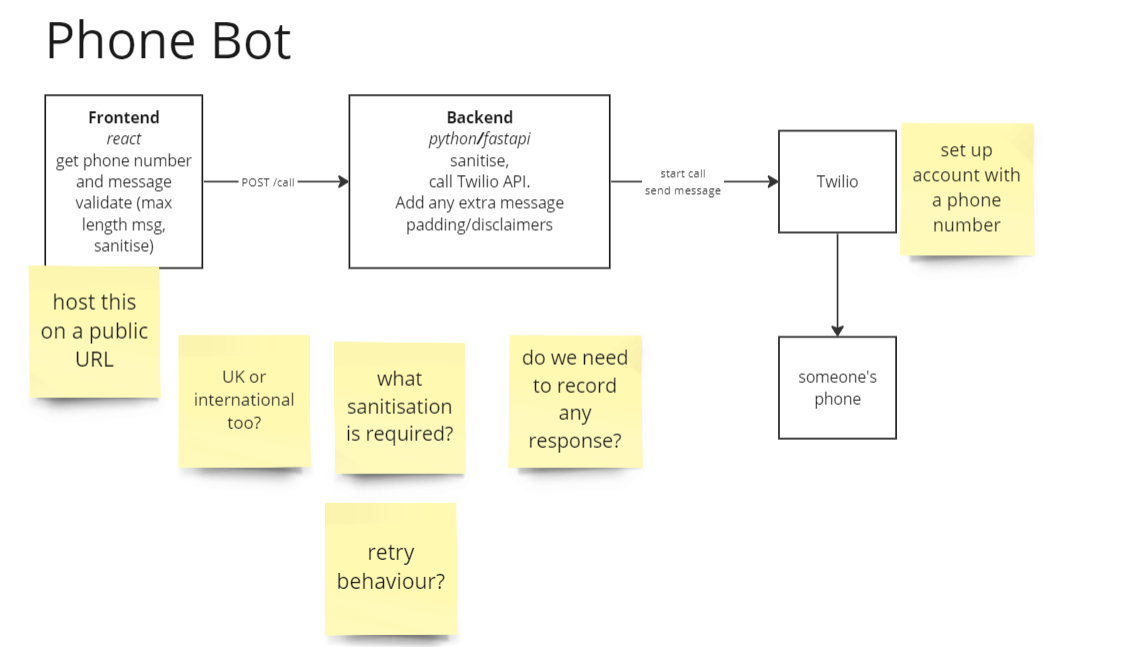 Phone Bot
Frontend
react
get phone number
and message
validate (max
length msg,
sanitise)
POST /call
Backend
python/fastapi
sanitise,
call Twilio API.
Add any extra message
padding/disclaimers
start call
send message
Twilio
set up
account with
a phone
number
host this
on a public
URL
UK or
international
too?
what
sanitisation
is required?
do we need
to record
any
response?
someone's
phone
retry
behaviour?